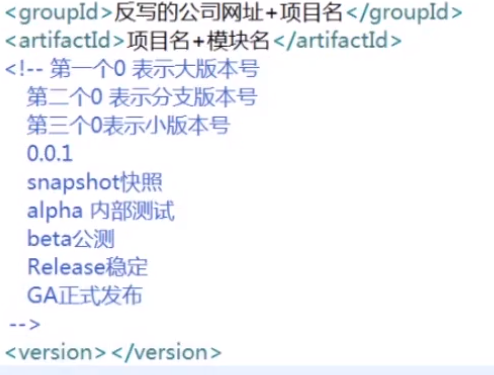 <groupId>反写的公司网址+项目名</groupId>
<artifactId>项目名+模块名</artifactId>
<!-- 第一个0 表示大版本号
第二个0 表示分支版本号
第三个0表示小版本号
0.0.1
snapshot快照
alpha 内部测试
beta公测
Release稳定
GA正式发布
-->
<version></version>